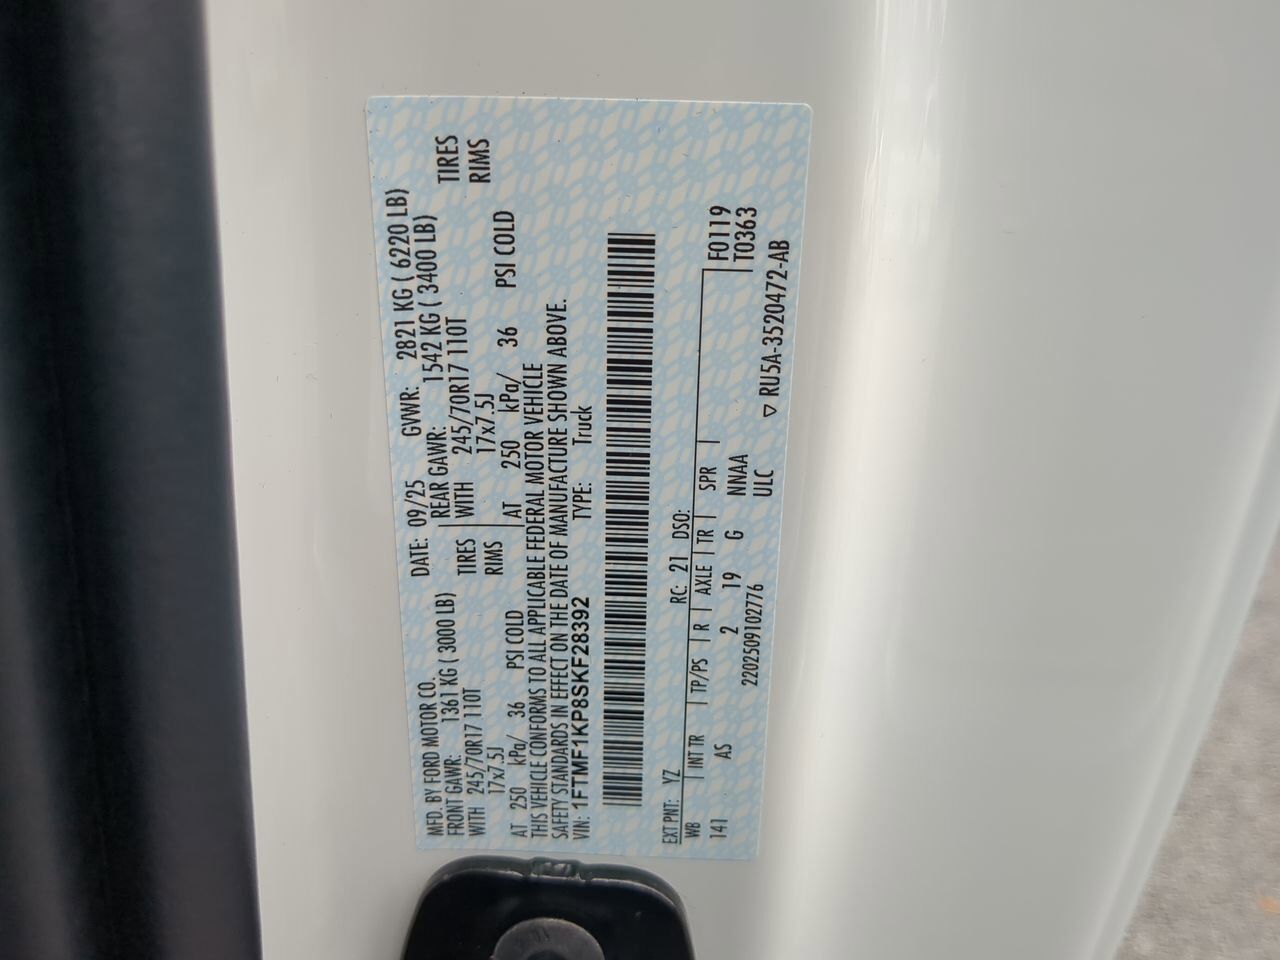 MFD. BY FORD MOTOR CO. DATE: 09/25 GVWR: 2821 KG ( 6220 LB)
FRONT GAWR: 1361 KG ( 3000 LB) REAR GAWR: 1542 KG ( 3400 LB)
WITH 245/70R17 110T TIRES WITH 245/70R17 110T TIRES
17x7.5J RIMS 17x7.5J RIMS
AT 250 kPa/ 36 PSI COLD AT 250 kPa/ 36 PSI COLD
THIS VEHICLE CONFORMS TO ALL APPLICABLE FEDERAL MOTOR VEHICLE
SAFETY STANDARDS IN EFFECT ON THE DATE OF MANUFACTURE SHOWN ABOVE.
VIN: 1FTMF1KP8SKF28392 TYPE: Truck
EXT PNT: YZ RC: 21 DSO:
WB INT TR TP/PS R AXLE TR SPR F0119
141 AS 2 19 G NNAA T0363
2202509102776 ULC
RU5A-3520472-AB